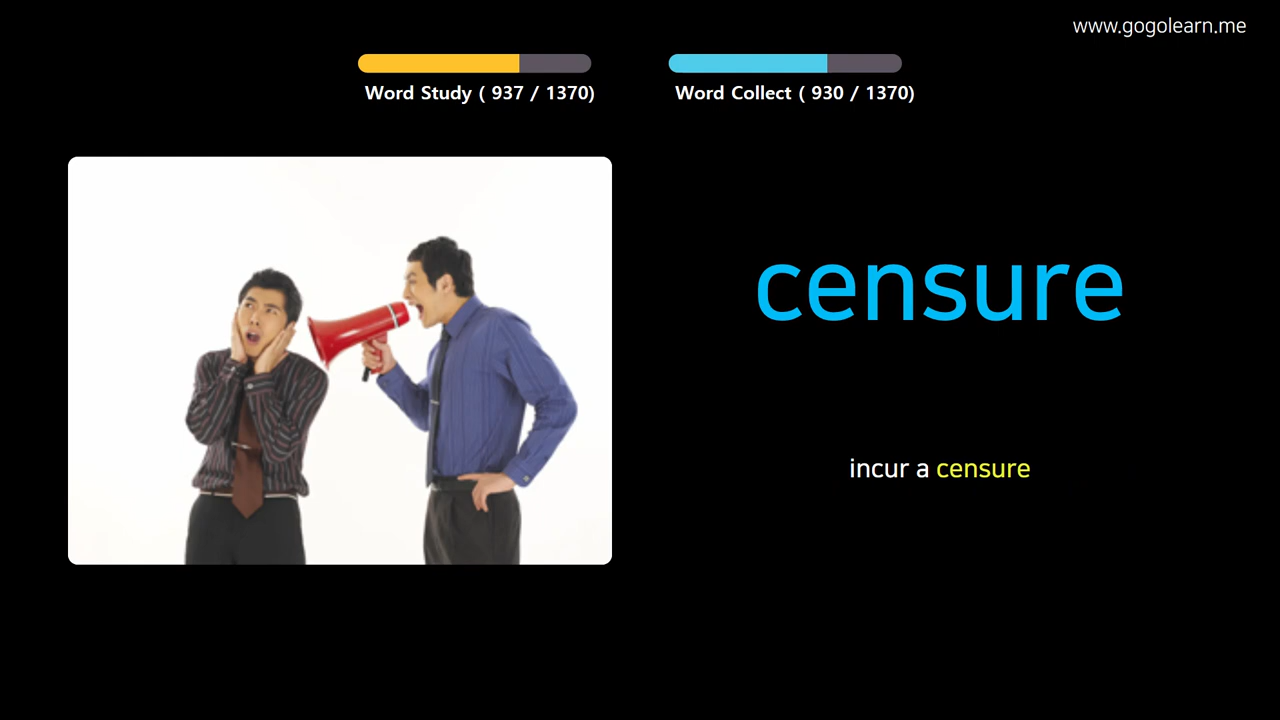 www.gogolearn.me
Word Study ( 937 / 1370)
Word Collect ( 930 / 1370)
censure
incur a censure